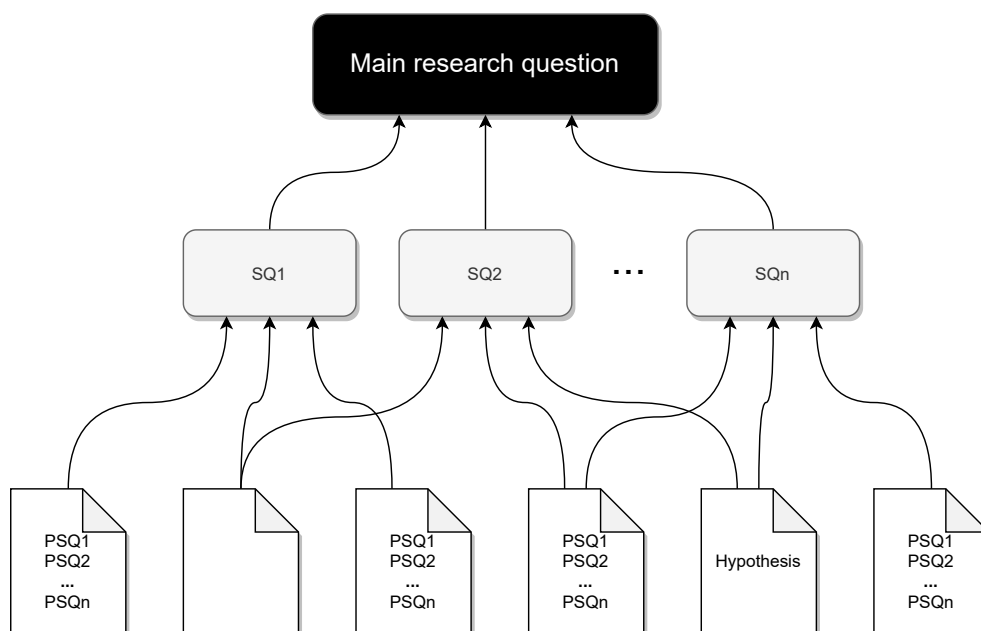 Main research question
SQ1
SQ2
...
SQn
PSQ1
PSQ2
...
PSQn
PSQ1
PSQ2
...
PSQn
PSQ1
PSQ2
...
PSQn
Hypothesis
PSQ1
PSQ2
...
PSQn